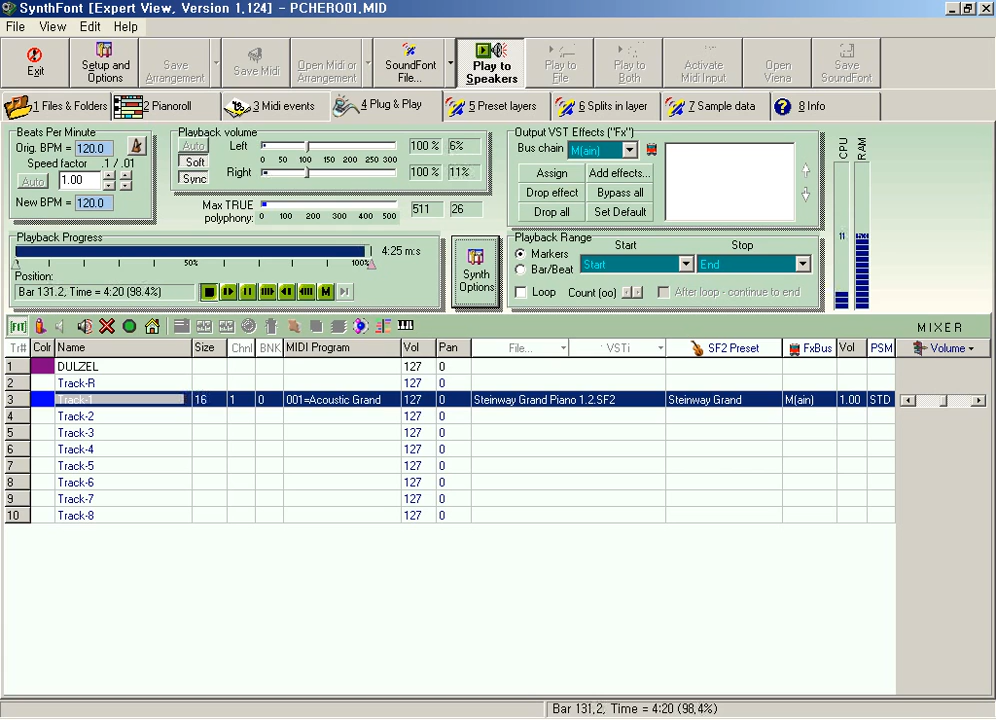 SynthFont [Expert View, Version 1.124] - PCHERO01.MID
File View Edit Help
Exit
Setup and Options
Save Arrangement
Save Midi
Open Midi or Arrangement
SoundFont File...
Play to Speakers
Play to File
Play to Both
Activate Midi Input
Open Viena
Save SoundFont
1 Files & Folders
2 Pianoroll
3 Midi events
4 Plug & Play
5 Preset layers
6 Splits in layer
7 Sample data
8 Info
Beats Per Minute
Orig. BPM = 120.0
Speed factor .1 / .01
Auto 1.00
New BPM = 120.0
Playback volume
Auto
Soft
Sync
Left 100 % 6%
0 50 100 150 200 250 300
Right 100 % 11%
Max TRUE polyphony: 511 26
0 100 200 300 400 500
Output VST Effects ("Fx")
Bus chain M(ain)
Assign Add effects...
Drop effect Bypass all
Drop all Set Default
CPU RAM
11
Playback Progress
4:25 m:s
50% 100%
Position:
Bar 131.2, Time = 4:20 (98.4%)
M
Synth Options
Playback Range
Start Stop
Markers Start End
Bar/Beat
Loop Count (oo) After loop - continue to end
[FIT]
MIXER
Tr# Colr Name Size Chnl BNK MIDI Program Vol Pan File... VSTi SF2 Preset FxBus Vol PSM Volume
1 DULZEL 127 0
2 Track-R 127 0
3 Track-1 16 1 0 001=Acoustic Grand 127 0 Steinway Grand Piano 1.2.SF2 Steinway Grand M(ain) 1.00 STD
4 Track-2 127 0
5 Track-3 127 0
6 Track-4 127 0
7 Track-5 127 0
8 Track-6 127 0
9 Track-7 127 0
10 Track-8 127 0
Bar 131.2, Time = 4:20 (98.4%)